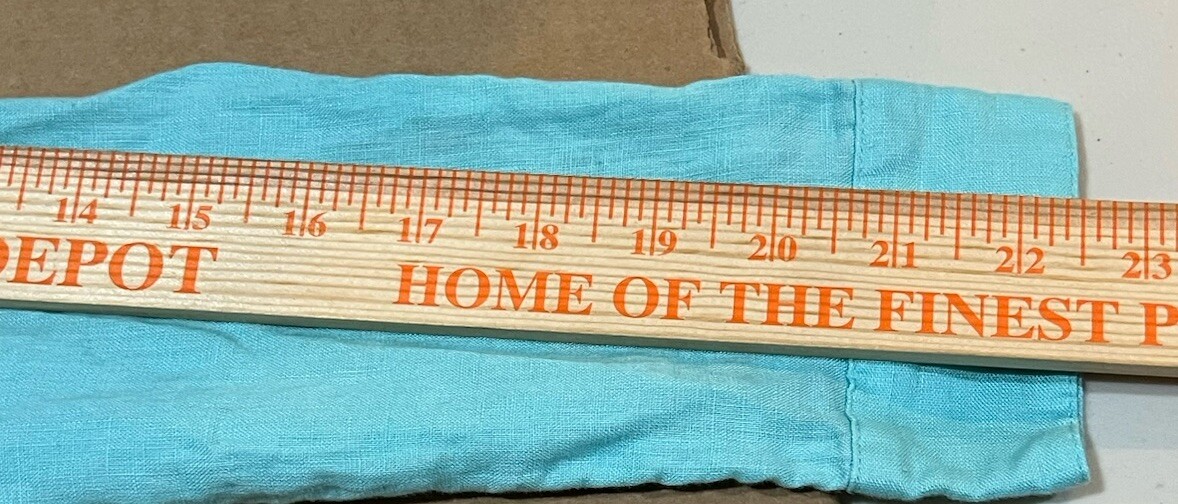 14 15 16 17 18 19 20 21 22 23
DEPOT HOME OF THE FINEST P